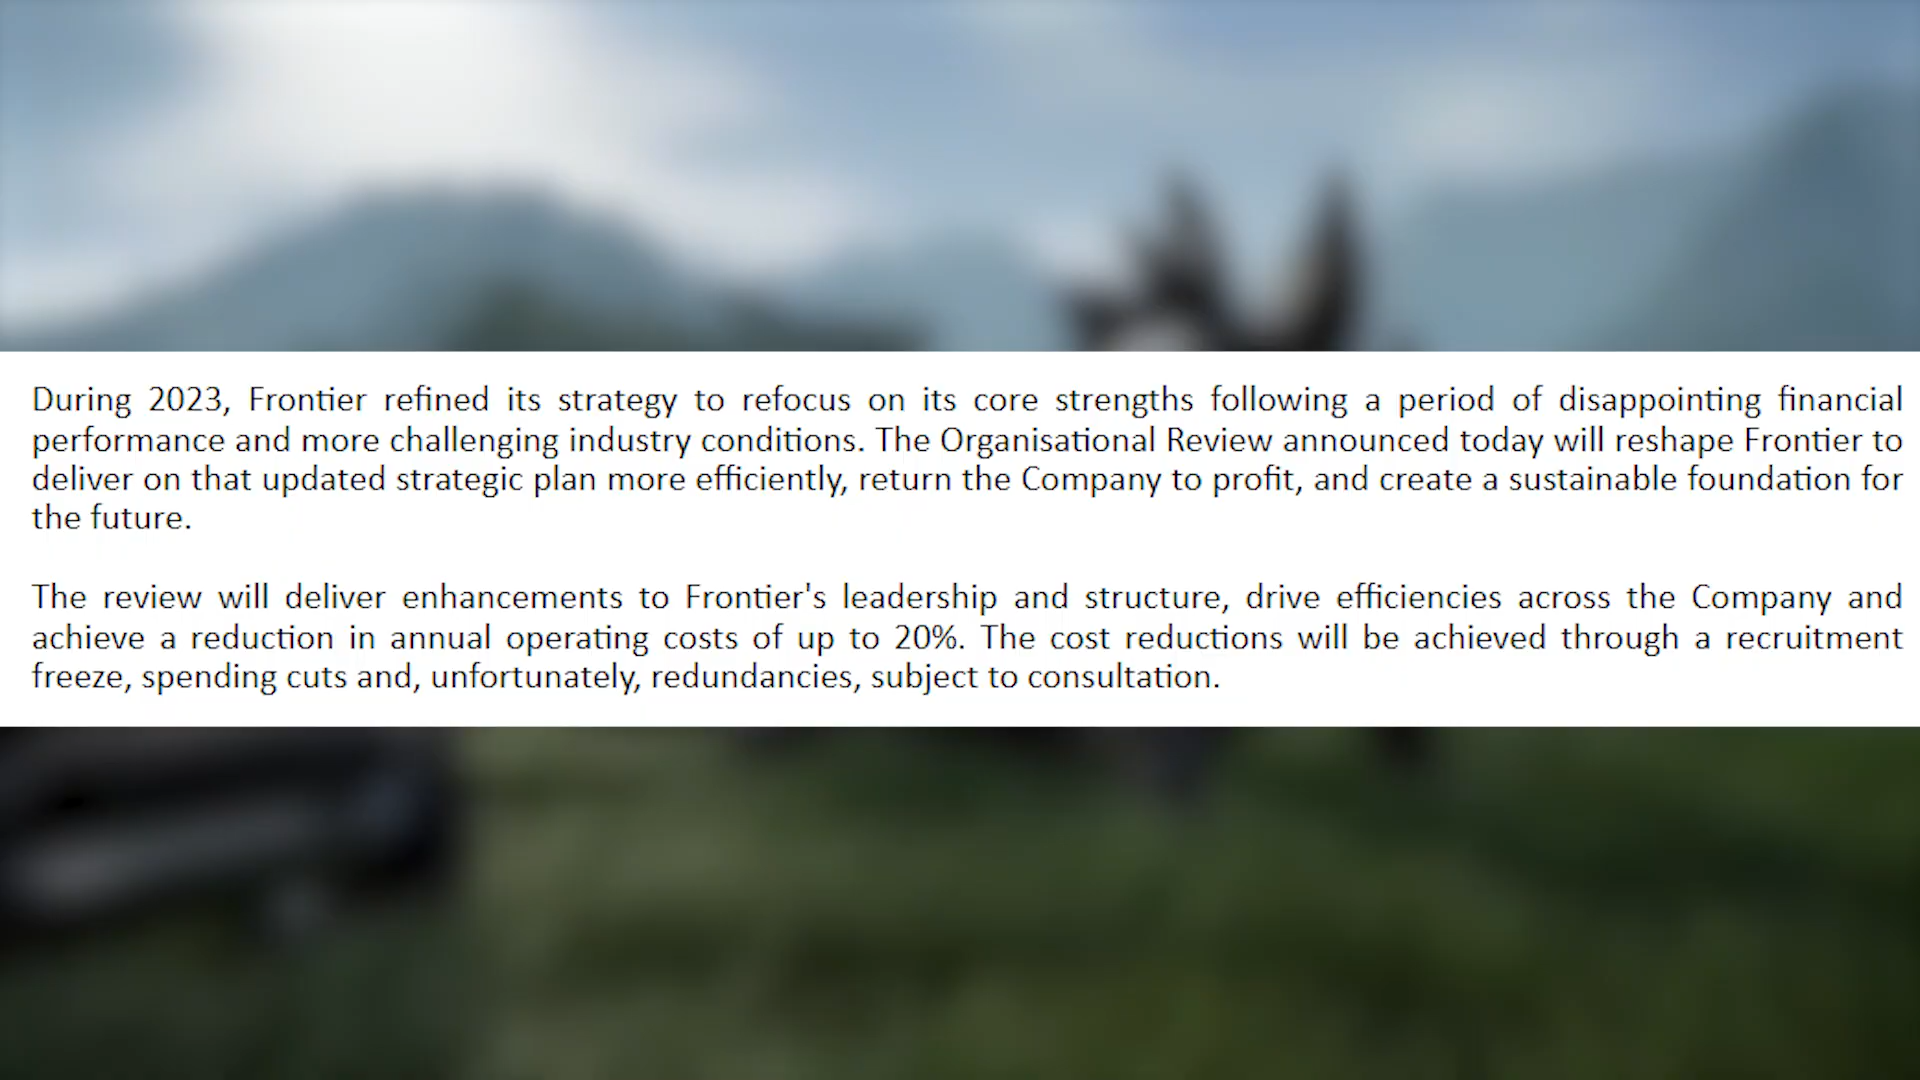 During 2023, Frontier refined its strategy to refocus on its core strengths following a period of disappointing financial
performance and more challenging industry conditions. The Organisational Review announced today will reshape Frontier to
deliver on that updated strategic plan more efficiently, return the Company to profit, and create a sustainable foundation for
the future.
The review will deliver enhancements to Frontier's leadership and structure, drive efficiencies across the Company and
achieve a reduction in annual operating costs of up to 20%. The cost reductions will be achieved through a recruitment
freeze, spending cuts and, unfortunately, redundancies, subject to consultation.